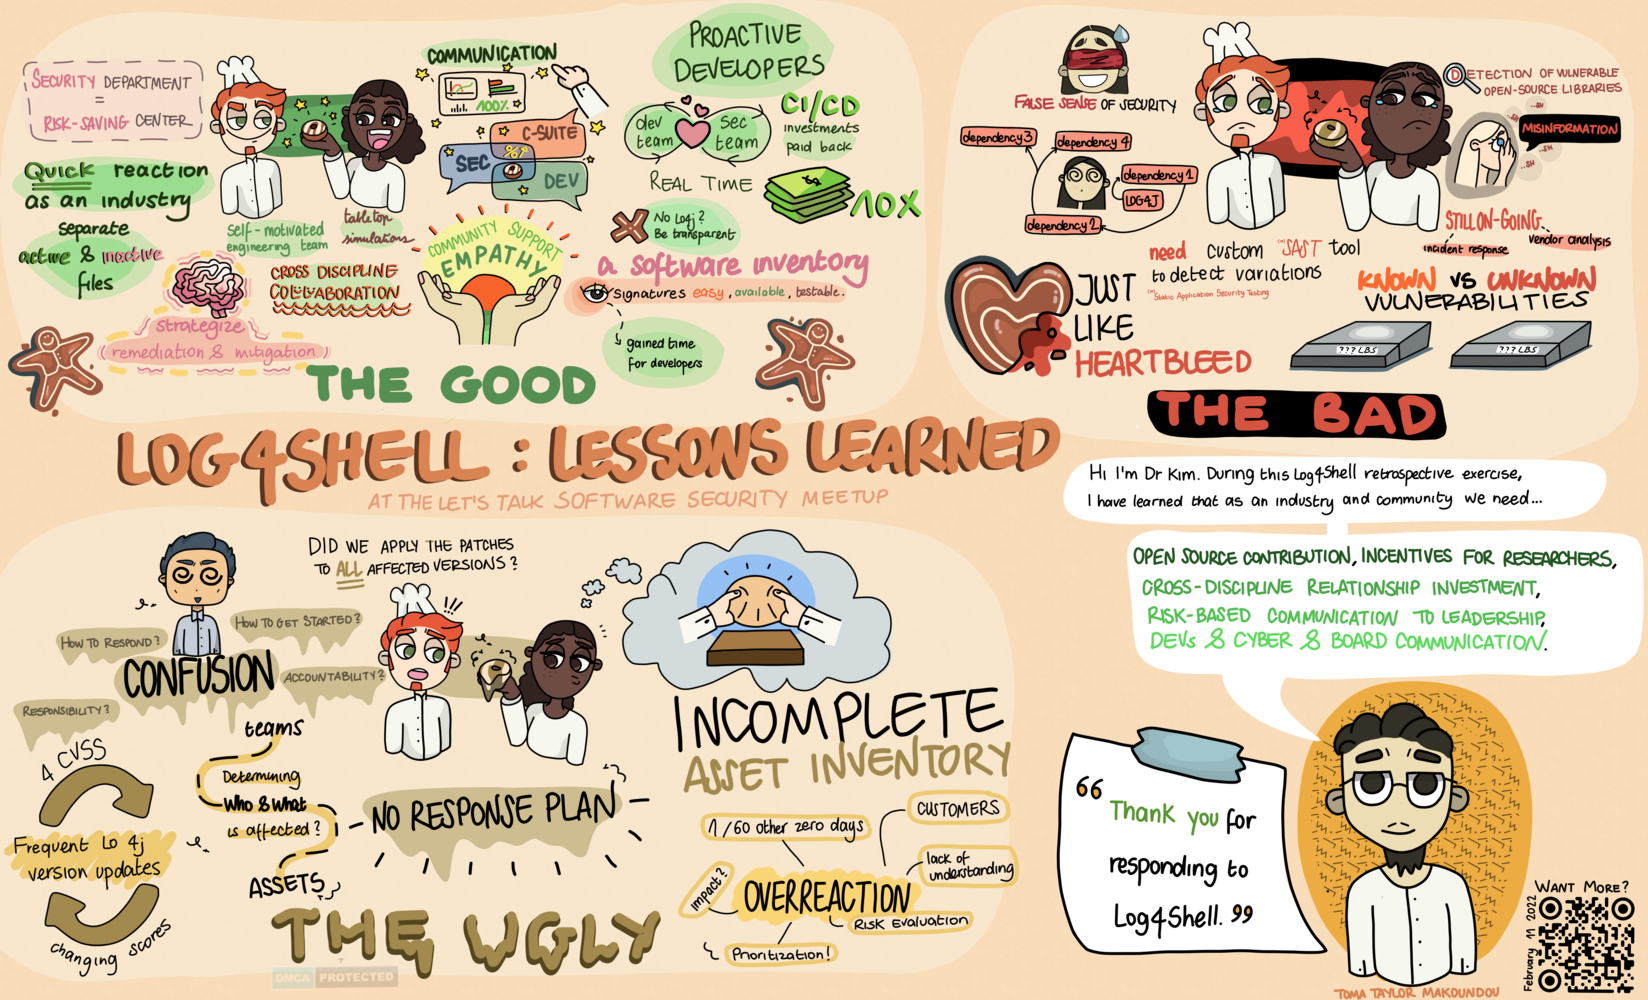 SECURITY DEPARTMENT
=
RISK-SAVING CENTER
Quick reaction
as an industry
separate
active & inactive
files
self-motivated
engineering team
tabletop
simulations
COMMUNICATION
100%
C-SUITE
SEC
%↑
DEV
PROACTIVE
DEVELOPERS
dev
team
sec
team
REAL TIME
CI/CD
investments
paid back
10X
No Log4j?
Be transparent
COMMUNITY SUPPORT
EMPATHY
CROSS DISCIPLINE
COLLABORATION
strategize
remediation & mitigation
a software inventory
signatures easy, available, testable.
gained time
for developers
THE GOOD
FALSE SENSE OF SECURITY
dependency 3
dependency 4
dependency 1
LOG4J
dependency 2
DETECTION OF VULNERABLE
OPEN-SOURCE LIBRARIES
..SH
..SH
MISINFORMATION
..SH
..SH
STILL ON-GOING
incident response
vendor analysis
need custom (*)SAST tool
to detect variations
(*)Static Application Security Testing
JUST
LIKE
HEARTBLEED
KNOWN VS UNKNOWN
VULNERABILITIES
??? LBS
??? LBS
THE BAD
LOG4SHELL : LESSONS LEARNED
AT THE LET'S TALK SOFTWARE SECURITY MEETUP
DID WE APPLY THE PATCHES
TO ALL AFFECTED VERSIONS?
HOW TO RESPOND?
HOW TO GET STARTED?
CONFUSION
ACCOUNTABILITY?
RESPONSIBILITY?
4 CVSS
Frequent Lo 4j
version updates
changing scores
teams
Determining
Who & What
is affected?
ASSETS
!!!
NO RESPONSE PLAN
INCOMPLETE
ASSET INVENTORY
1/60 other zero days
CUSTOMERS
lack of
understanding
Impact?
OVERREACTION
RISK EVALUATION
Prioritization!
THE UGLY
DMCA PROTECTED
Hi I'm Dr Kim. During this Log4Shell retrospective exercise,
I have learned that as an industry and community we need...
OPEN SOURCE CONTRIBUTION, INCENTIVES FOR RESEARCHERS,
CROSS-DISCIPLINE RELATIONSHIP INVESTMENT,
RISK-BASED COMMUNICATION TO LEADERSHIP,
DEVs & CYBER & BOARD COMMUNICATION.
“ Thank you for
responding to
Log4Shell. ”
WANT MORE?
February 11 2022
TOMA TAYLOR MAKOUNDOU